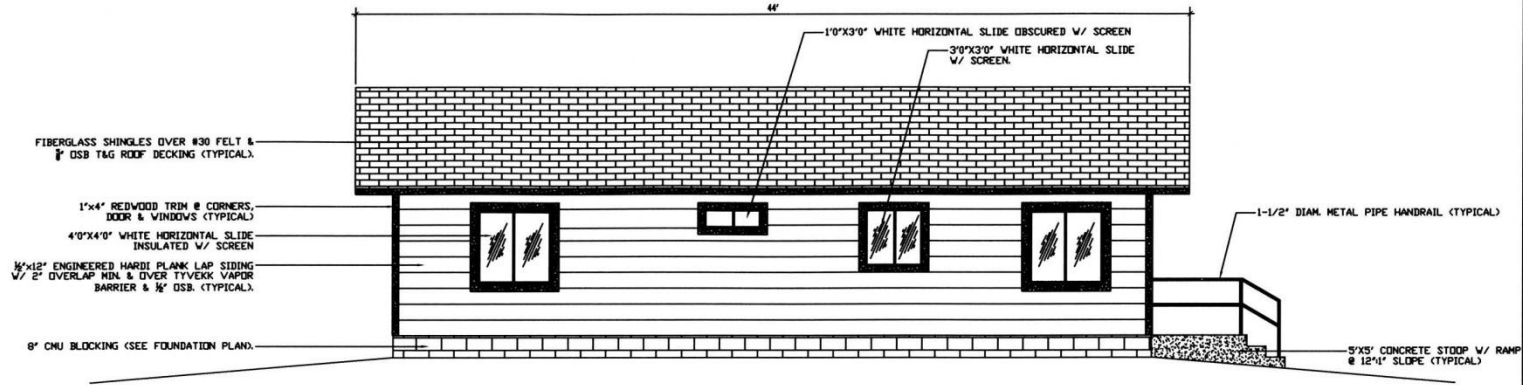 44'
1'0"X3'0" WHITE HORIZONTAL SLIDE OBSCURED W/ SCREEN
3'0"X3'0" WHITE HORIZONTAL SLIDE
W/ SCREEN.
FIBERGLASS SHINGLES OVER #30 FELT &
OSB T&G ROOF DECKING (TYPICAL).
1"x4" REDWOOD TRIM @ CORNERS,
DOOR & WINDOWS (TYPICAL)
4'0"X4'0" WHITE HORIZONTAL SLIDE
INSULATED W/ SCREEN
½"x12" ENGINEERED HARDI PLANK LAP SIDING
W/ 2" OVERLAP MIN. & OVER TYVEKK VAPOR
BARRIER & ½" OSB. (TYPICAL).
8" CMU BLOCKING (SEE FOUNDATION PLAN).
1-1/2" DIAM. METAL PIPE HANDRAIL (TYPICAL)
5'X5' CONCRETE STOOP W/ RAMP
@ 12":1" SLOPE (TYPICAL)